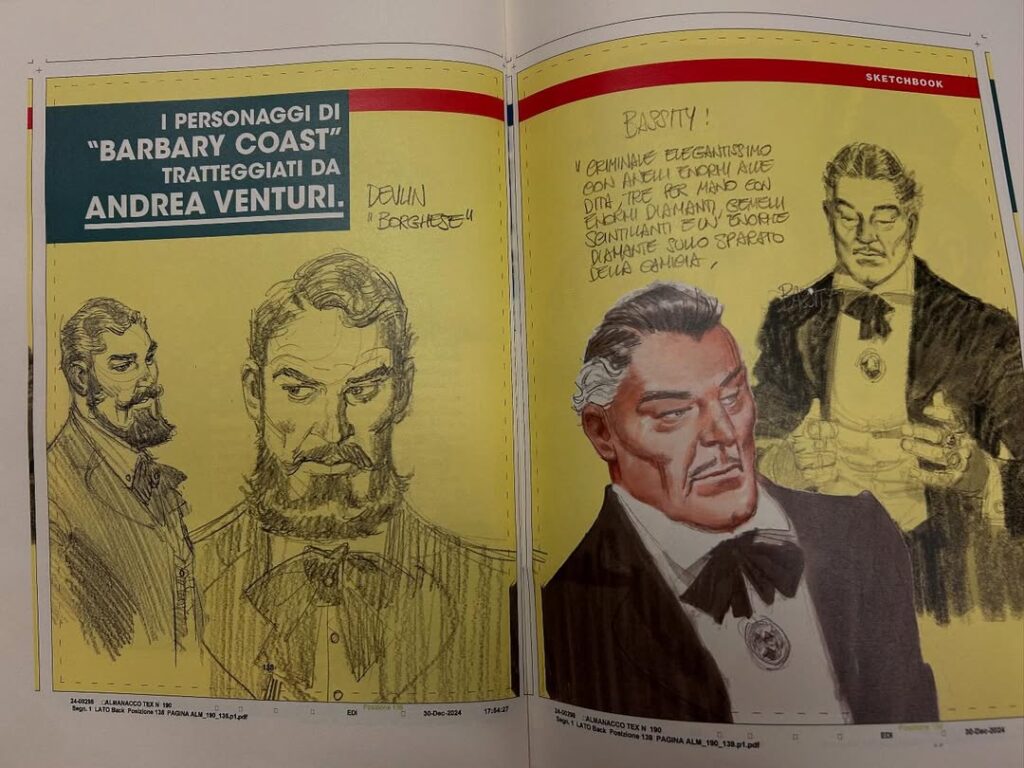 I PERSONAGGI DI
“BARBARY COAST”
TRATTEGGIATI DA
ANDREA VENTURI.
DEVLIN
"BORGHESE"
138
24-00298 :ALMANACCO TEX N 190
Segn. 1 LATO Back Posizione 138 PAGINA ALM_190_138.p1.pdf
EDI
Posizione 138
30-Dec-2024
17:54:27
SKETCHBOOK
BASSITY!
"CRIMINALE ELEGANTISSIMO
CON ANELLI ENORMI ALLE
DITA, TRE PER MANO CON
ENORMI DIAMANTI, GEMELLI
SCINTILLANTI E UN ENORME
DIAMANTE SULLO SPARATO
DELLA CAMICIA,
24-00298 :ALMANACCO TEX N 190
Segn. 1 LATO Back Posizione 139 PAGINA ALM_190_139.p1.pdf
EDI
30-Dec-2024